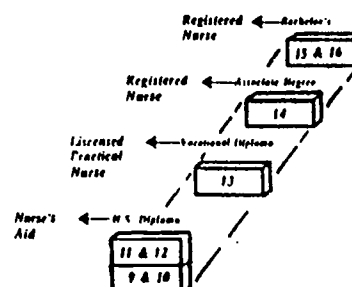 Registered Nurse ← Bachelor's
15 & 16
Registered Nurse ← Associate Degree
14
Liscensed Practical Nurse ← Vocational Diploma
13
Nurse's Aid ← H.S. Diploma
11 & 12
9 & 10